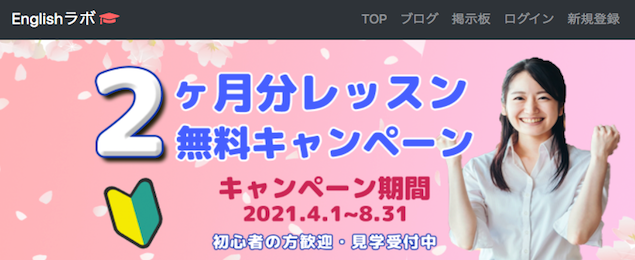 Englishラボ
TOP ブログ 掲示板 ログイン 新規登録
2ヶ月分レッスン
無料キャンペーン
キャンペーン期間
2021.4.1~8.31
初心者の方歓迎・見学受付中